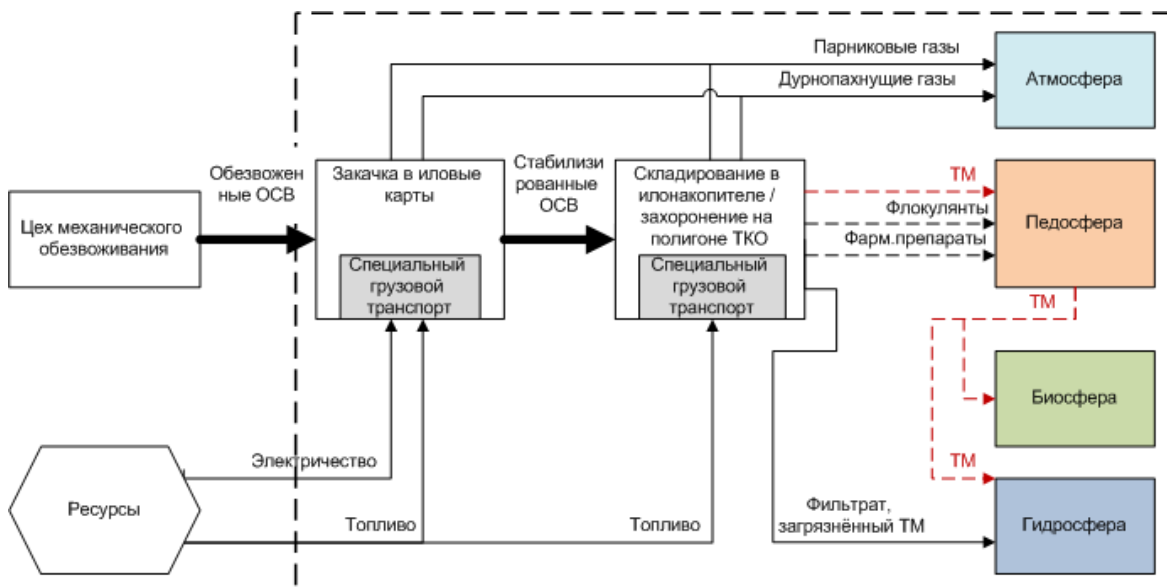 Парниковые газы
Атмосфера
Дурнопахнущие газы
Обезвожен
ные ОСВ
Закачка в иловые
карты
Стабилизи
рованные
ОСВ
Складирование в
илонакопителе /
захоронение на
полигоне ТКО
ТМ
Флокулянты
Фарм.препараты
Педосфера
Цех механического
обезвоживания
Специальный
грузовой
транспорт
Специальный
грузовой
транспорт
ТМ
Биосфера
Электричество
ТМ
Ресурсы
Топливо
Топливо
Фильтрат,
загрязнённый ТМ
Гидросфера